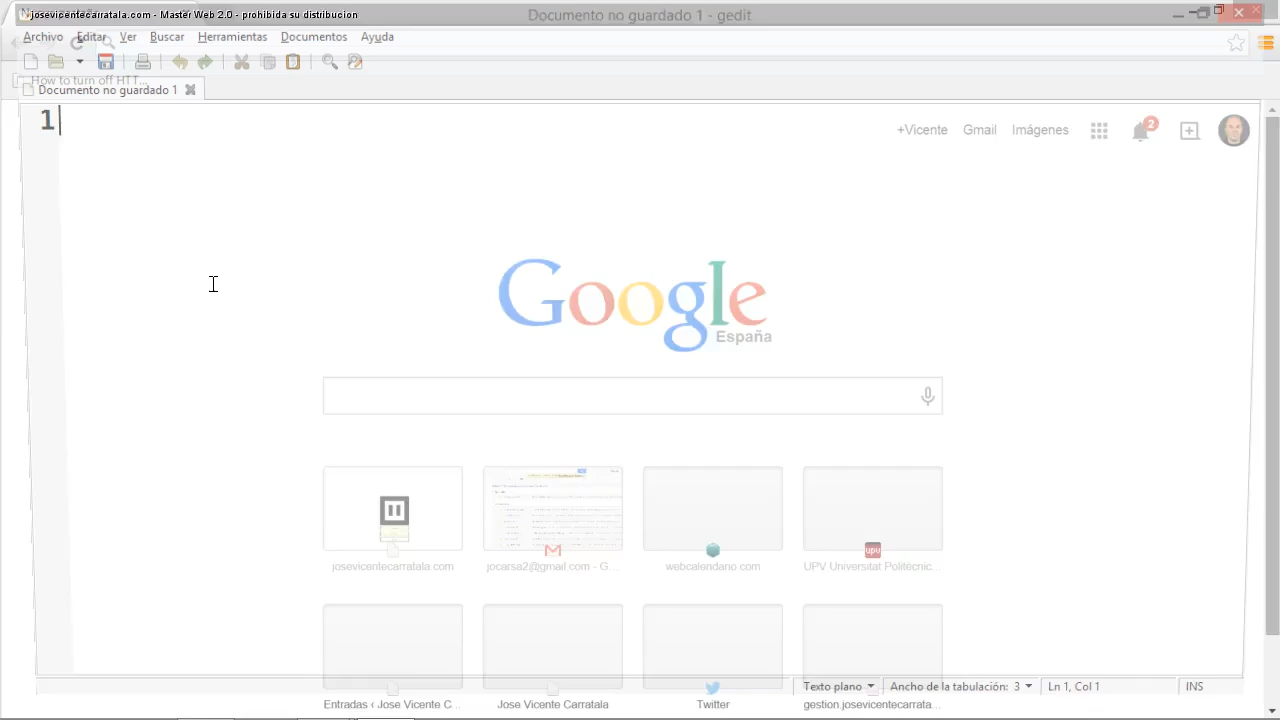 josevicentecarratala.com - Master Web 2.0 - prohibida su distribucion
Documento no guardado 1 - gedit
Archivo Editar Ver Buscar Herramientas Documentos Ayuda
How to turn off HTT...
Documento no guardado 1
1
+Vicente Gmail Imágenes 2
Google
España
josevicentecarratala.com
jocarsa2@gmail.com - G...
webcalendario.com
upv
UPV Universitat Politècnic...
Texto plano Ancho de la tabulación: 3 Ln 1, Col 1 INS
Entradas ‹ Jose Vicente C...
Jose Vicente Carratala
Twitter
gestion.josevicentecarrata...